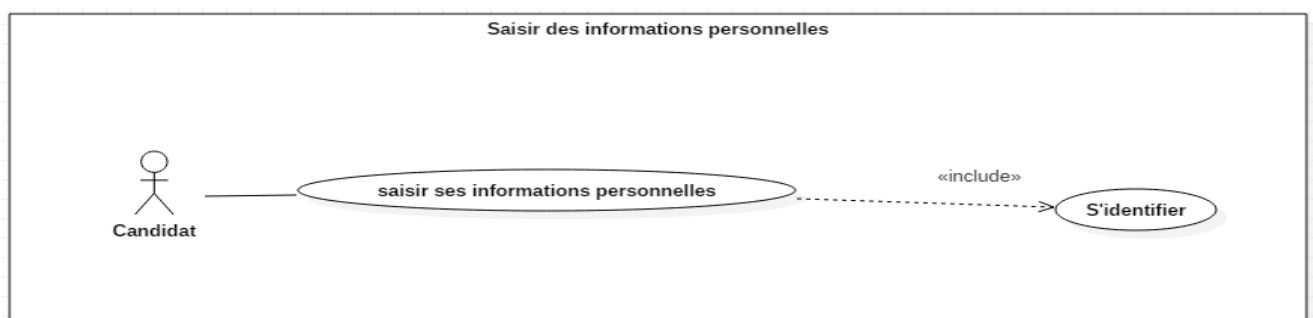 Saisir des informations personnelles
«include»
saisir ses informations personnelles
S'identifier
Candidat